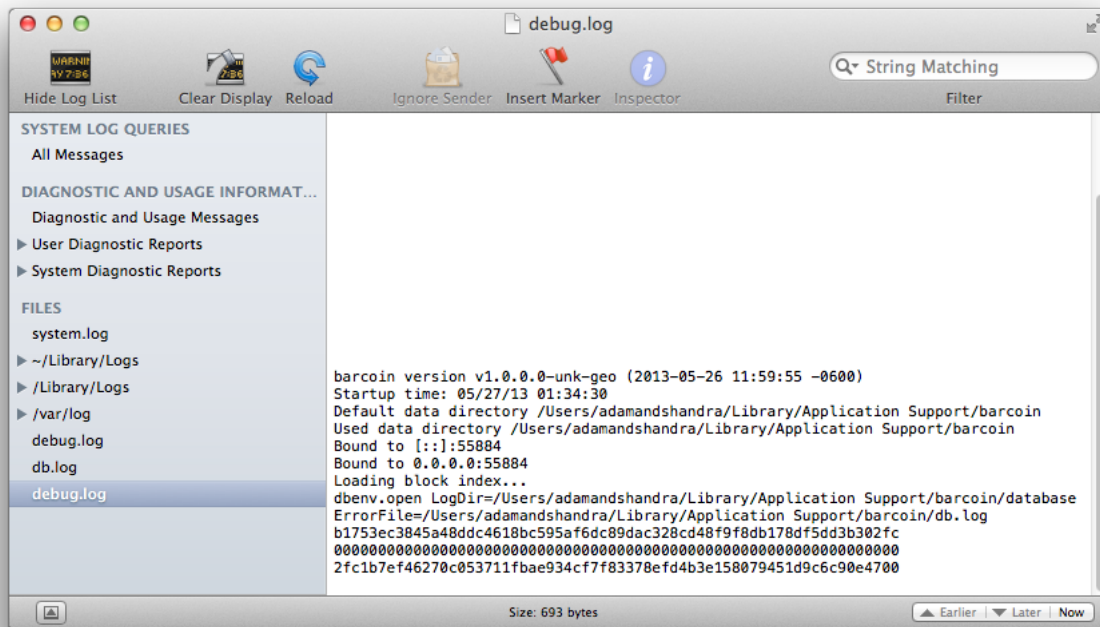 debug.log
WARNIN
AY 7:36
7:36
Hide Log List
Clear Display
Reload
Ignore Sender
Insert Marker
Inspector
String Matching
Filter
SYSTEM LOG QUERIES
All Messages
DIAGNOSTIC AND USAGE INFORMAT...
Diagnostic and Usage Messages
User Diagnostic Reports
System Diagnostic Reports
FILES
system.log
~/Library/Logs
/Library/Logs
/var/log
debug.log
db.log
debug.log
barcoin version v1.0.0.0-unk-geo (2013-05-26 11:59:55 -0600)
Startup time: 05/27/13 01:34:30
Default data directory /Users/adamandshandra/Library/Application Support/barcoin
Used data directory /Users/adamandshandra/Library/Application Support/barcoin
Bound to [::]:55884
Bound to 0.0.0.0:55884
Loading block index...
dbenv.open LogDir=/Users/adamandshandra/Library/Application Support/barcoin/database
ErrorFile=/Users/adamandshandra/Library/Application Support/barcoin/db.log
b1753ec3845a48ddc4618bc595af6dc89dac328cd48f9f8db178df5dd3b302fc
0000000000000000000000000000000000000000000000000000000000000000
2fc1b7ef46270c053711fbae934cf7f83378efd4b3e158079451d9c6c90e4700
Size: 693 bytes
Earlier
Later
Now